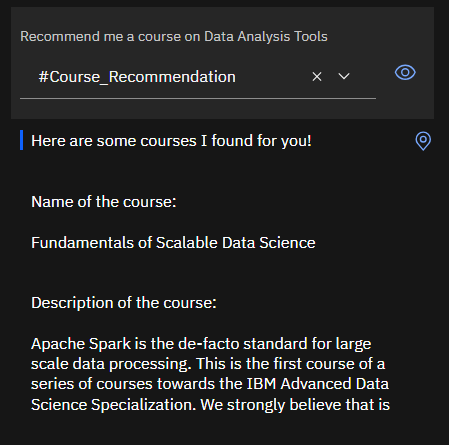 Recommend me a course on Data Analysis Tools
#Course_Recommendation
Here are some courses I found for you!
Name of the course:
Fundamentals of Scalable Data Science
Description of the course:
Apache Spark is the de-facto standard for large
scale data processing. This is the first course of a
series of courses towards the IBM Advanced Data
Science Specialization. We strongly believe that is